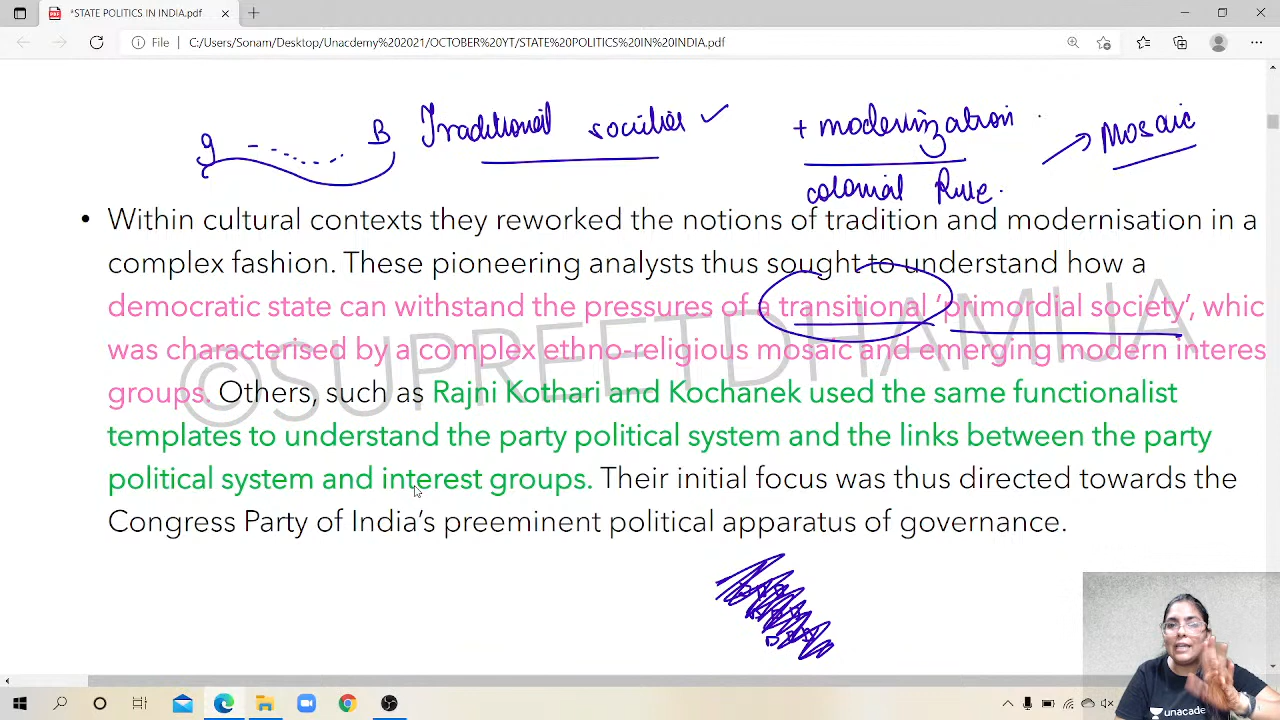 *STATE POLITICS IN INDIA.pdf
File C:/Users/Sonam/Desktop/Unacdemy%202021/OCTOBER%20YT/STATE%20POLITICS%20IN%20INDIA.pdf
B Traditional societies + modernization → Mosaic
colonial Rule.
• Within cultural contexts they reworked the notions of tradition and modernisation in a
complex fashion. These pioneering analysts thus sought to understand how a
democratic state can withstand the pressures of a transitional ‘primordial society’, whic
was characterised by a complex ethno-religious mosaic and emerging modern interes
groups. Others, such as Rajni Kothari and Kochanek used the same functionalist
templates to understand the party political system and the links between the party
political system and interest groups. Their initial focus was thus directed towards the
Congress Party of India’s preeminent political apparatus of governance.
©SUPREETDHAMIJA
unacade